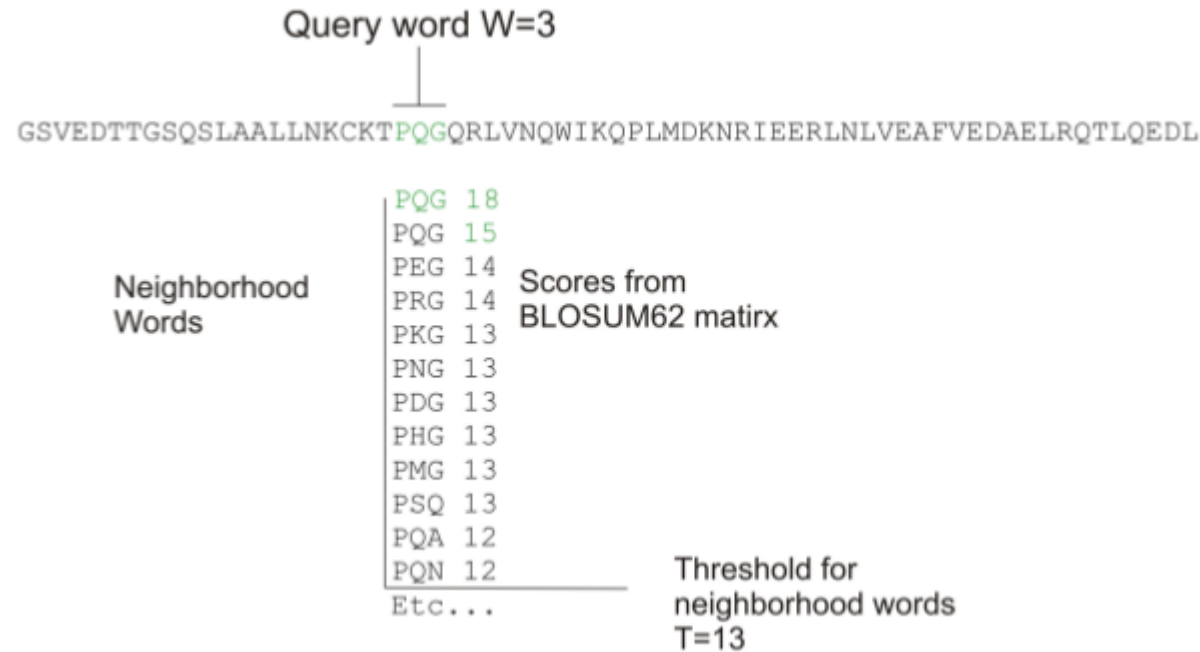 Query word W=3
GSVEDTTGSQSLAALLNKCKTPQGQRLVNQWIKQPLMDKNRIEERLNLVEAFVEDAELRQTLQEDL
PQG 18
PQG 15
PEG 14
PRG 14
PKG 13
PNG 13
PDG 13
PHG 13
PMG 13
PSQ 13
PQA 12
PQN 12
Etc...
Neighborhood
Words
Scores from
BLOSUM62 matirx
Threshold for
neighborhood words
T=13